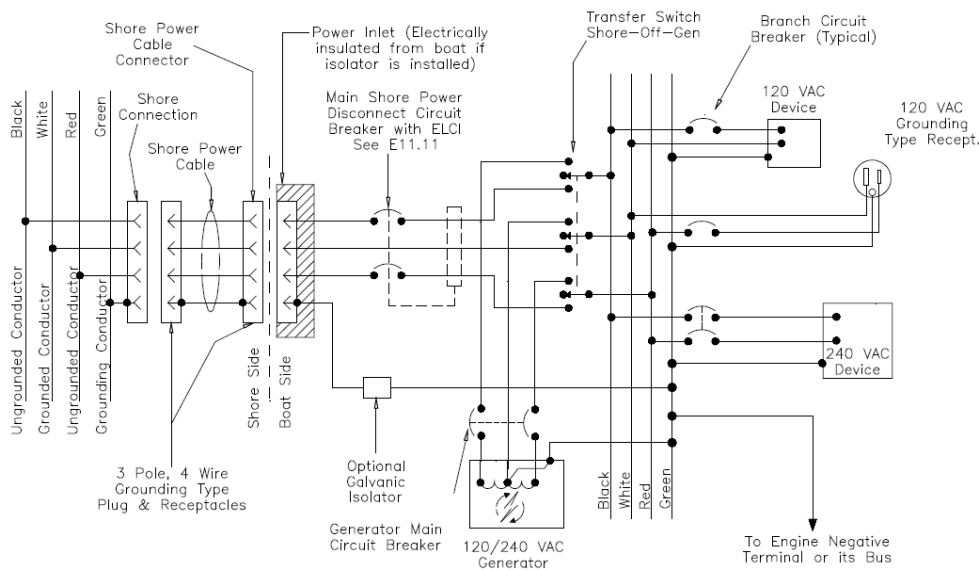 Shore Power
Cable
Connector
Power Inlet (Electrically
insulated from boat if
isolator is installed)
Transfer Switch
Shore-Off-Gen
Branch Circuit
Breaker (Typical)
Black
White
Red
Green
Shore
Connection
Shore Power
Cable
Main Shore Power
Disconnect Circuit
Breaker with ELCI
See E11.11
120 VAC
Device
120 VAC
Grounding
Type Recept.
Ungrounded Conductor
Grounded Conductor
Ungrounded Conductor
Grounding Conductor
Shore Side
Boat Side
240 VAC
Device
3 Pole, 4 Wire
Grounding Type
Plug & Receptacles
Optional
Galvanic
Isolator
Generator Main
Circuit Breaker
120/240 VAC
Generator
Black
White
Red
Green
To Engine Negative
Terminal or its Bus